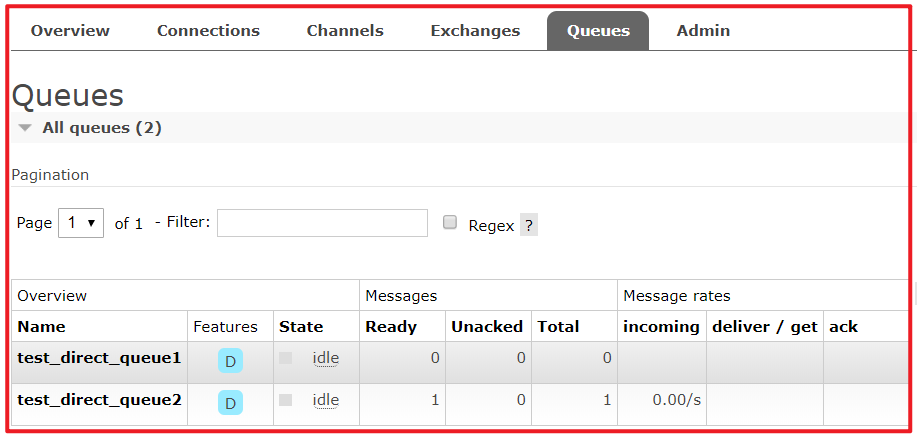 Overview Connections Channels Exchanges Queues Admin
Queues
All queues (2)
Pagination
Page 1 of 1 - Filter: Regex ?
Overview Messages Message rates
Name Features State Ready Unacked Total incoming deliver / get ack
test_direct_queue1 D idle 0 0 0
test_direct_queue2 D idle 1 0 1 0.00/s